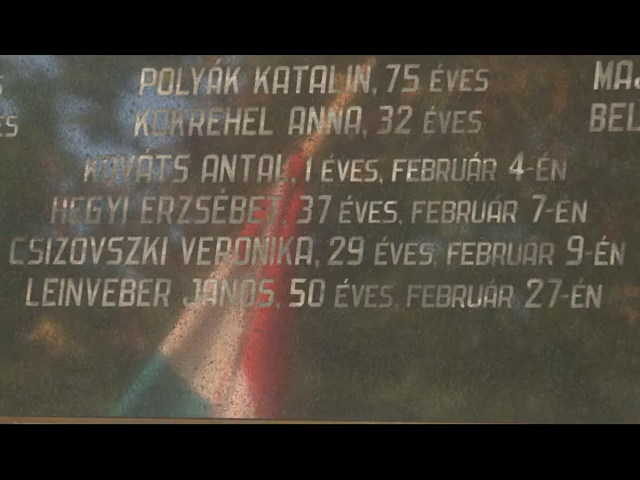 POLYÁK KATALIN, 75 ÉVES
KOKREHEL ANNA, 32 ÉVES
KOVÁTS ANTAL, 1 ÉVES, FEBRUÁR 4-ÉN
HEGYI ERZSÉBET, 37 ÉVES, FEBRUÁR 7-ÉN
CSIZOVSZKI VERONIKA, 29 ÉVES, FEBRUÁR 9-ÉN
LEINVEBER JÁNOS, 50 ÉVES, FEBRUÁR 27-ÉN